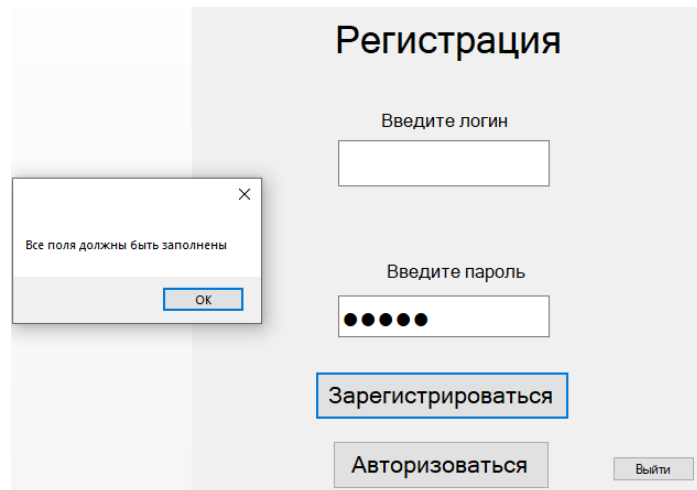 Регистрация
Введите логин
Все поля должны быть заполнены
OK
Введите пароль
Зарегистрироваться
Авторизоваться
Выйти